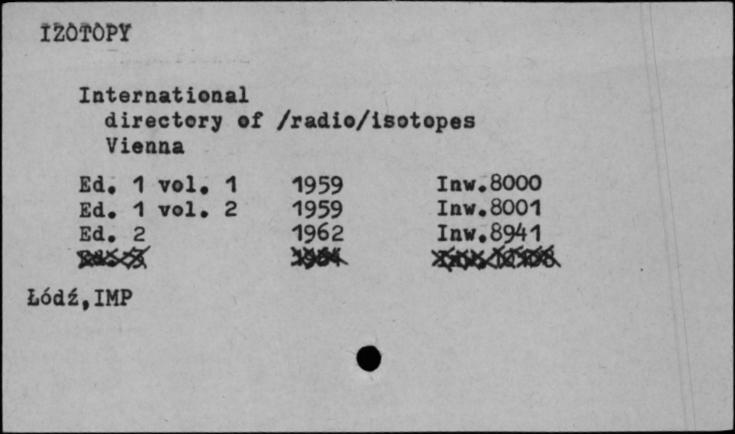 IZOTOPY
International
directory of /radio/isotopes
Vienna
Ed. 1 vol. 1 1959 Inw.8000
Ed. 1 vol. 2 1959 Inw.8001
Ed. 2 1962 Inw.8941
Łódź,IMP